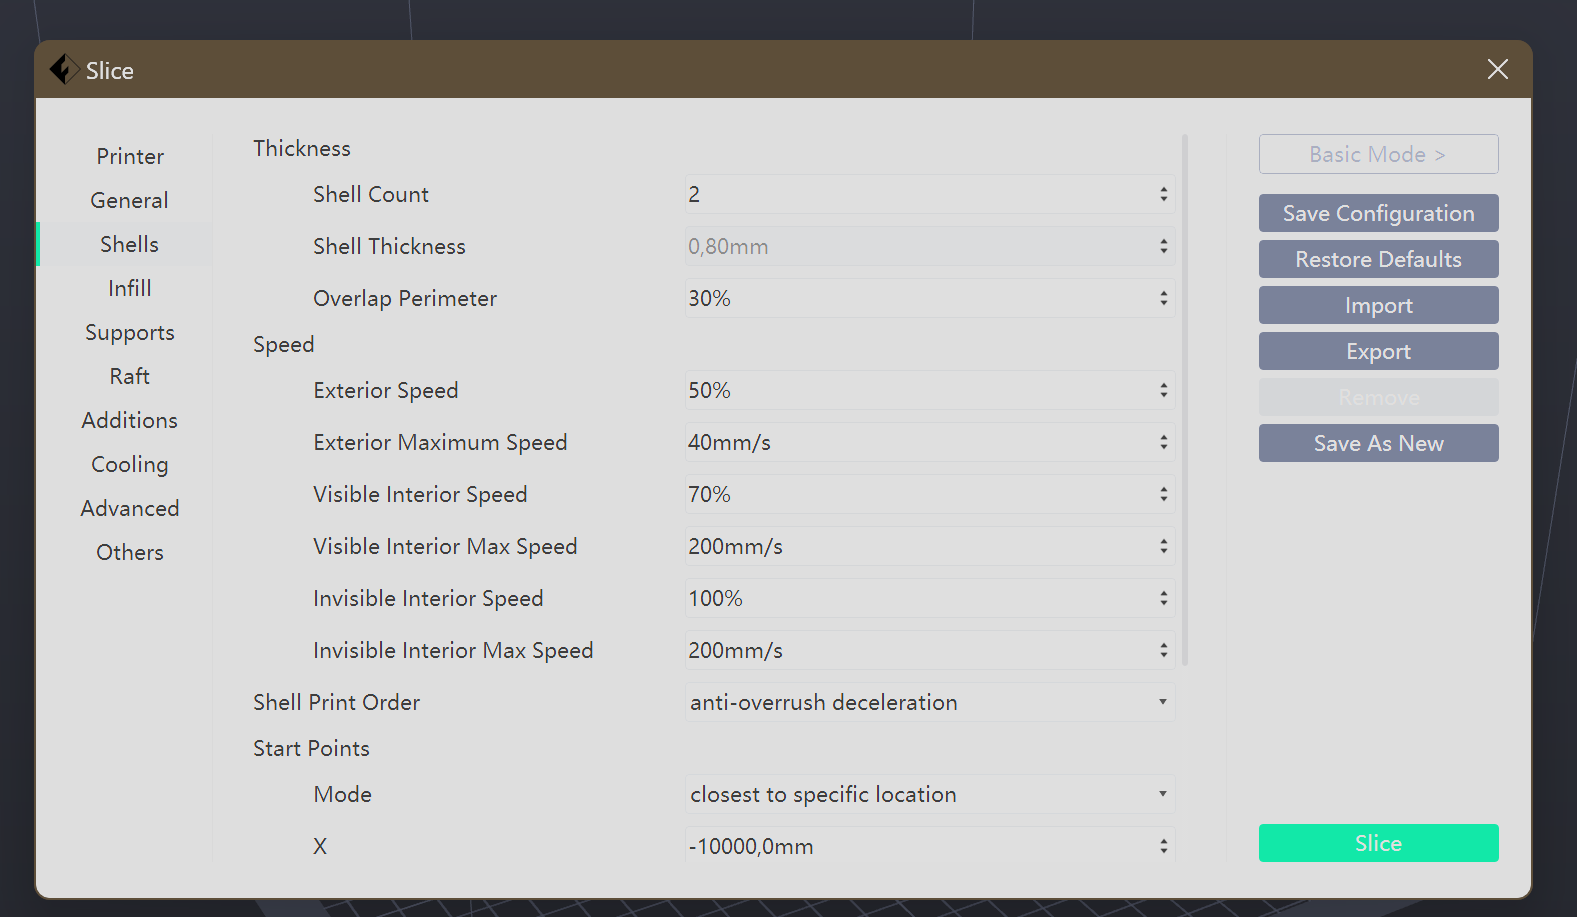 Slice
Printer
General
Shells
Infill
Supports
Raft
Additions
Cooling
Advanced
Others
Thickness
Shell Count 2
Shell Thickness 0,80mm
Overlap Perimeter 30%
Speed
Exterior Speed 50%
Exterior Maximum Speed 40mm/s
Visible Interior Speed 70%
Visible Interior Max Speed 200mm/s
Invisible Interior Speed 100%
Invisible Interior Max Speed 200mm/s
Shell Print Order anti-overrush deceleration
Start Points
Mode closest to specific location
X -10000,0mm
Basic Mode >
Save Configuration
Restore Defaults
Import
Export
Remove
Save As New
Slice